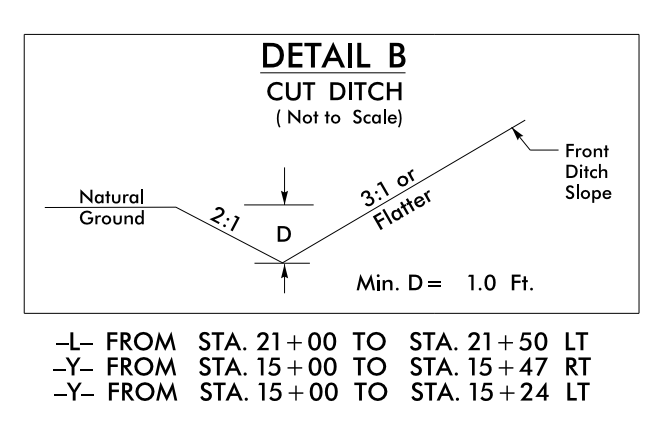 DETAIL B
CUT DITCH
( Not to Scale)
Natural
Ground
2:1
D
3:1 or
Flatter
Front
Ditch
Slope
Min. D = 1.0 Ft.
-L- FROM STA. 21+00 TO STA. 21+50 LT
-Y- FROM STA. 15+00 TO STA. 15+47 RT
-Y- FROM STA. 15+00 TO STA. 15+24 LT